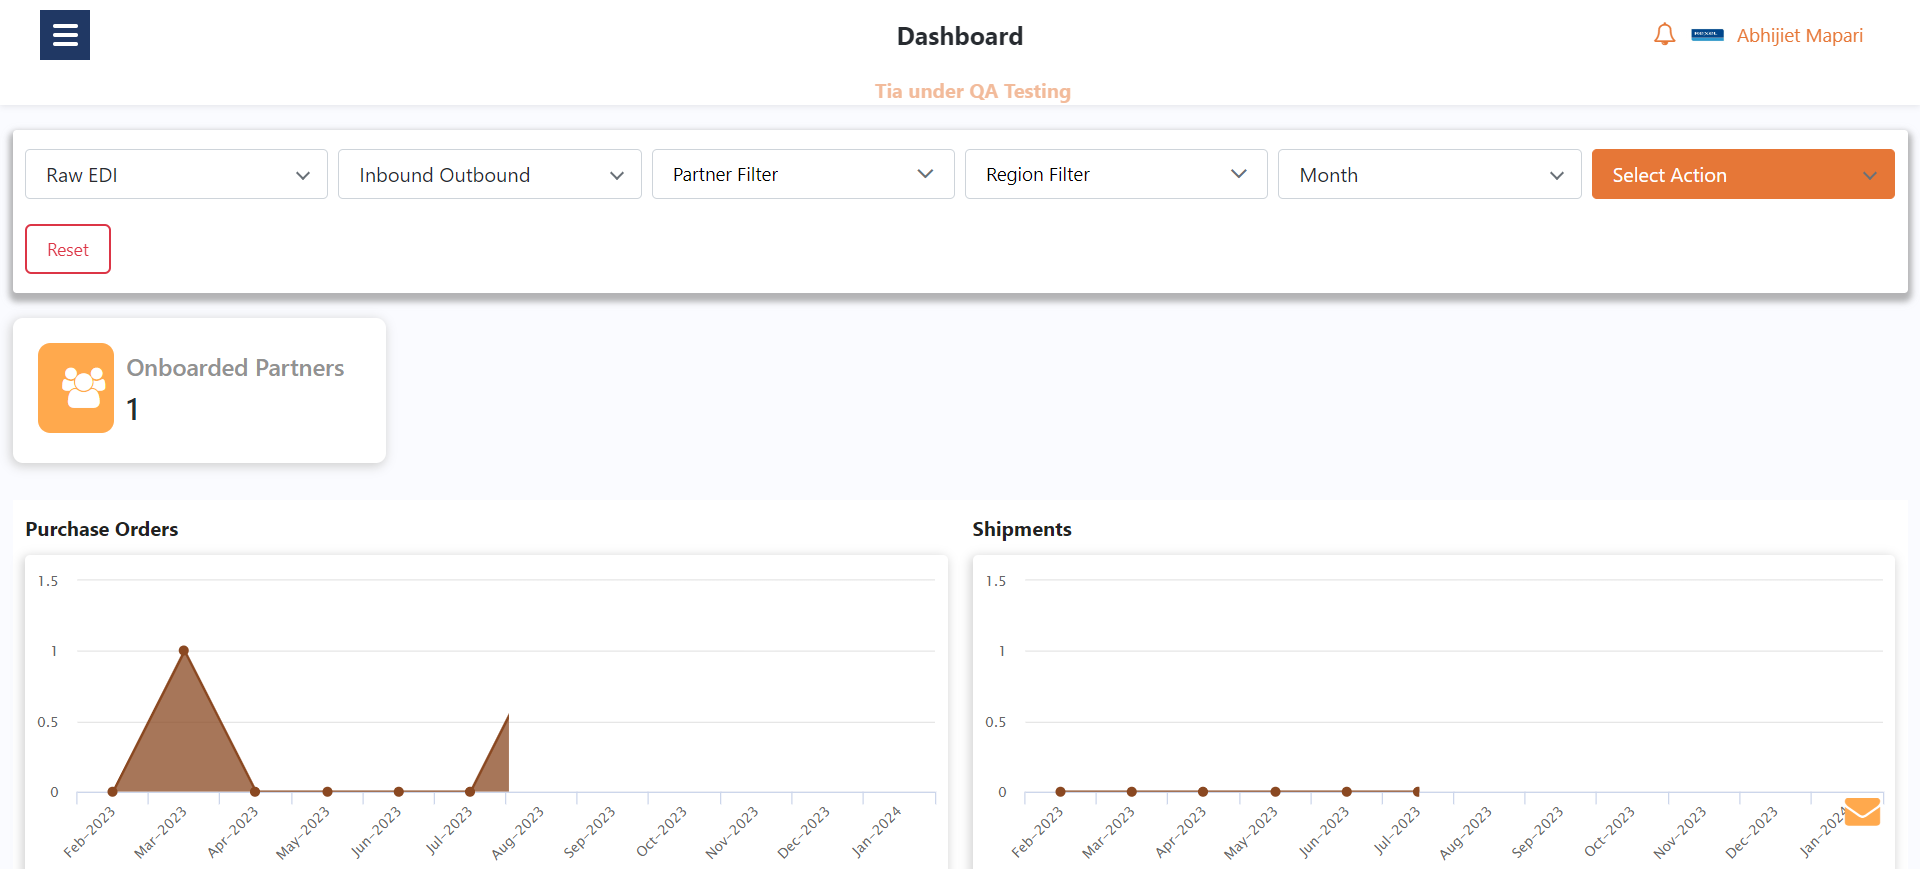 Dashboard
Abhijiet Mapari
Tia under QA Testing
Raw EDI
Inbound Outbound
Partner Filter
Region Filter
Month
Select Action
Reset
Onboarded Partners
1
Purchase Orders
1.5
1
0.5
0
Feb-2023
Mar-2023
Apr-2023
May-2023
Jun-2023
Jul-2023
Aug-2023
Sep-2023
Oct-2023
Nov-2023
Dec-2023
Jan-2024
Shipments
1.5
1
0.5
0
Feb-2023
Mar-2023
Apr-2023
May-2023
Jun-2023
Jul-2023
Aug-2023
Sep-2023
Oct-2023
Nov-2023
Dec-2023
Jan-2024